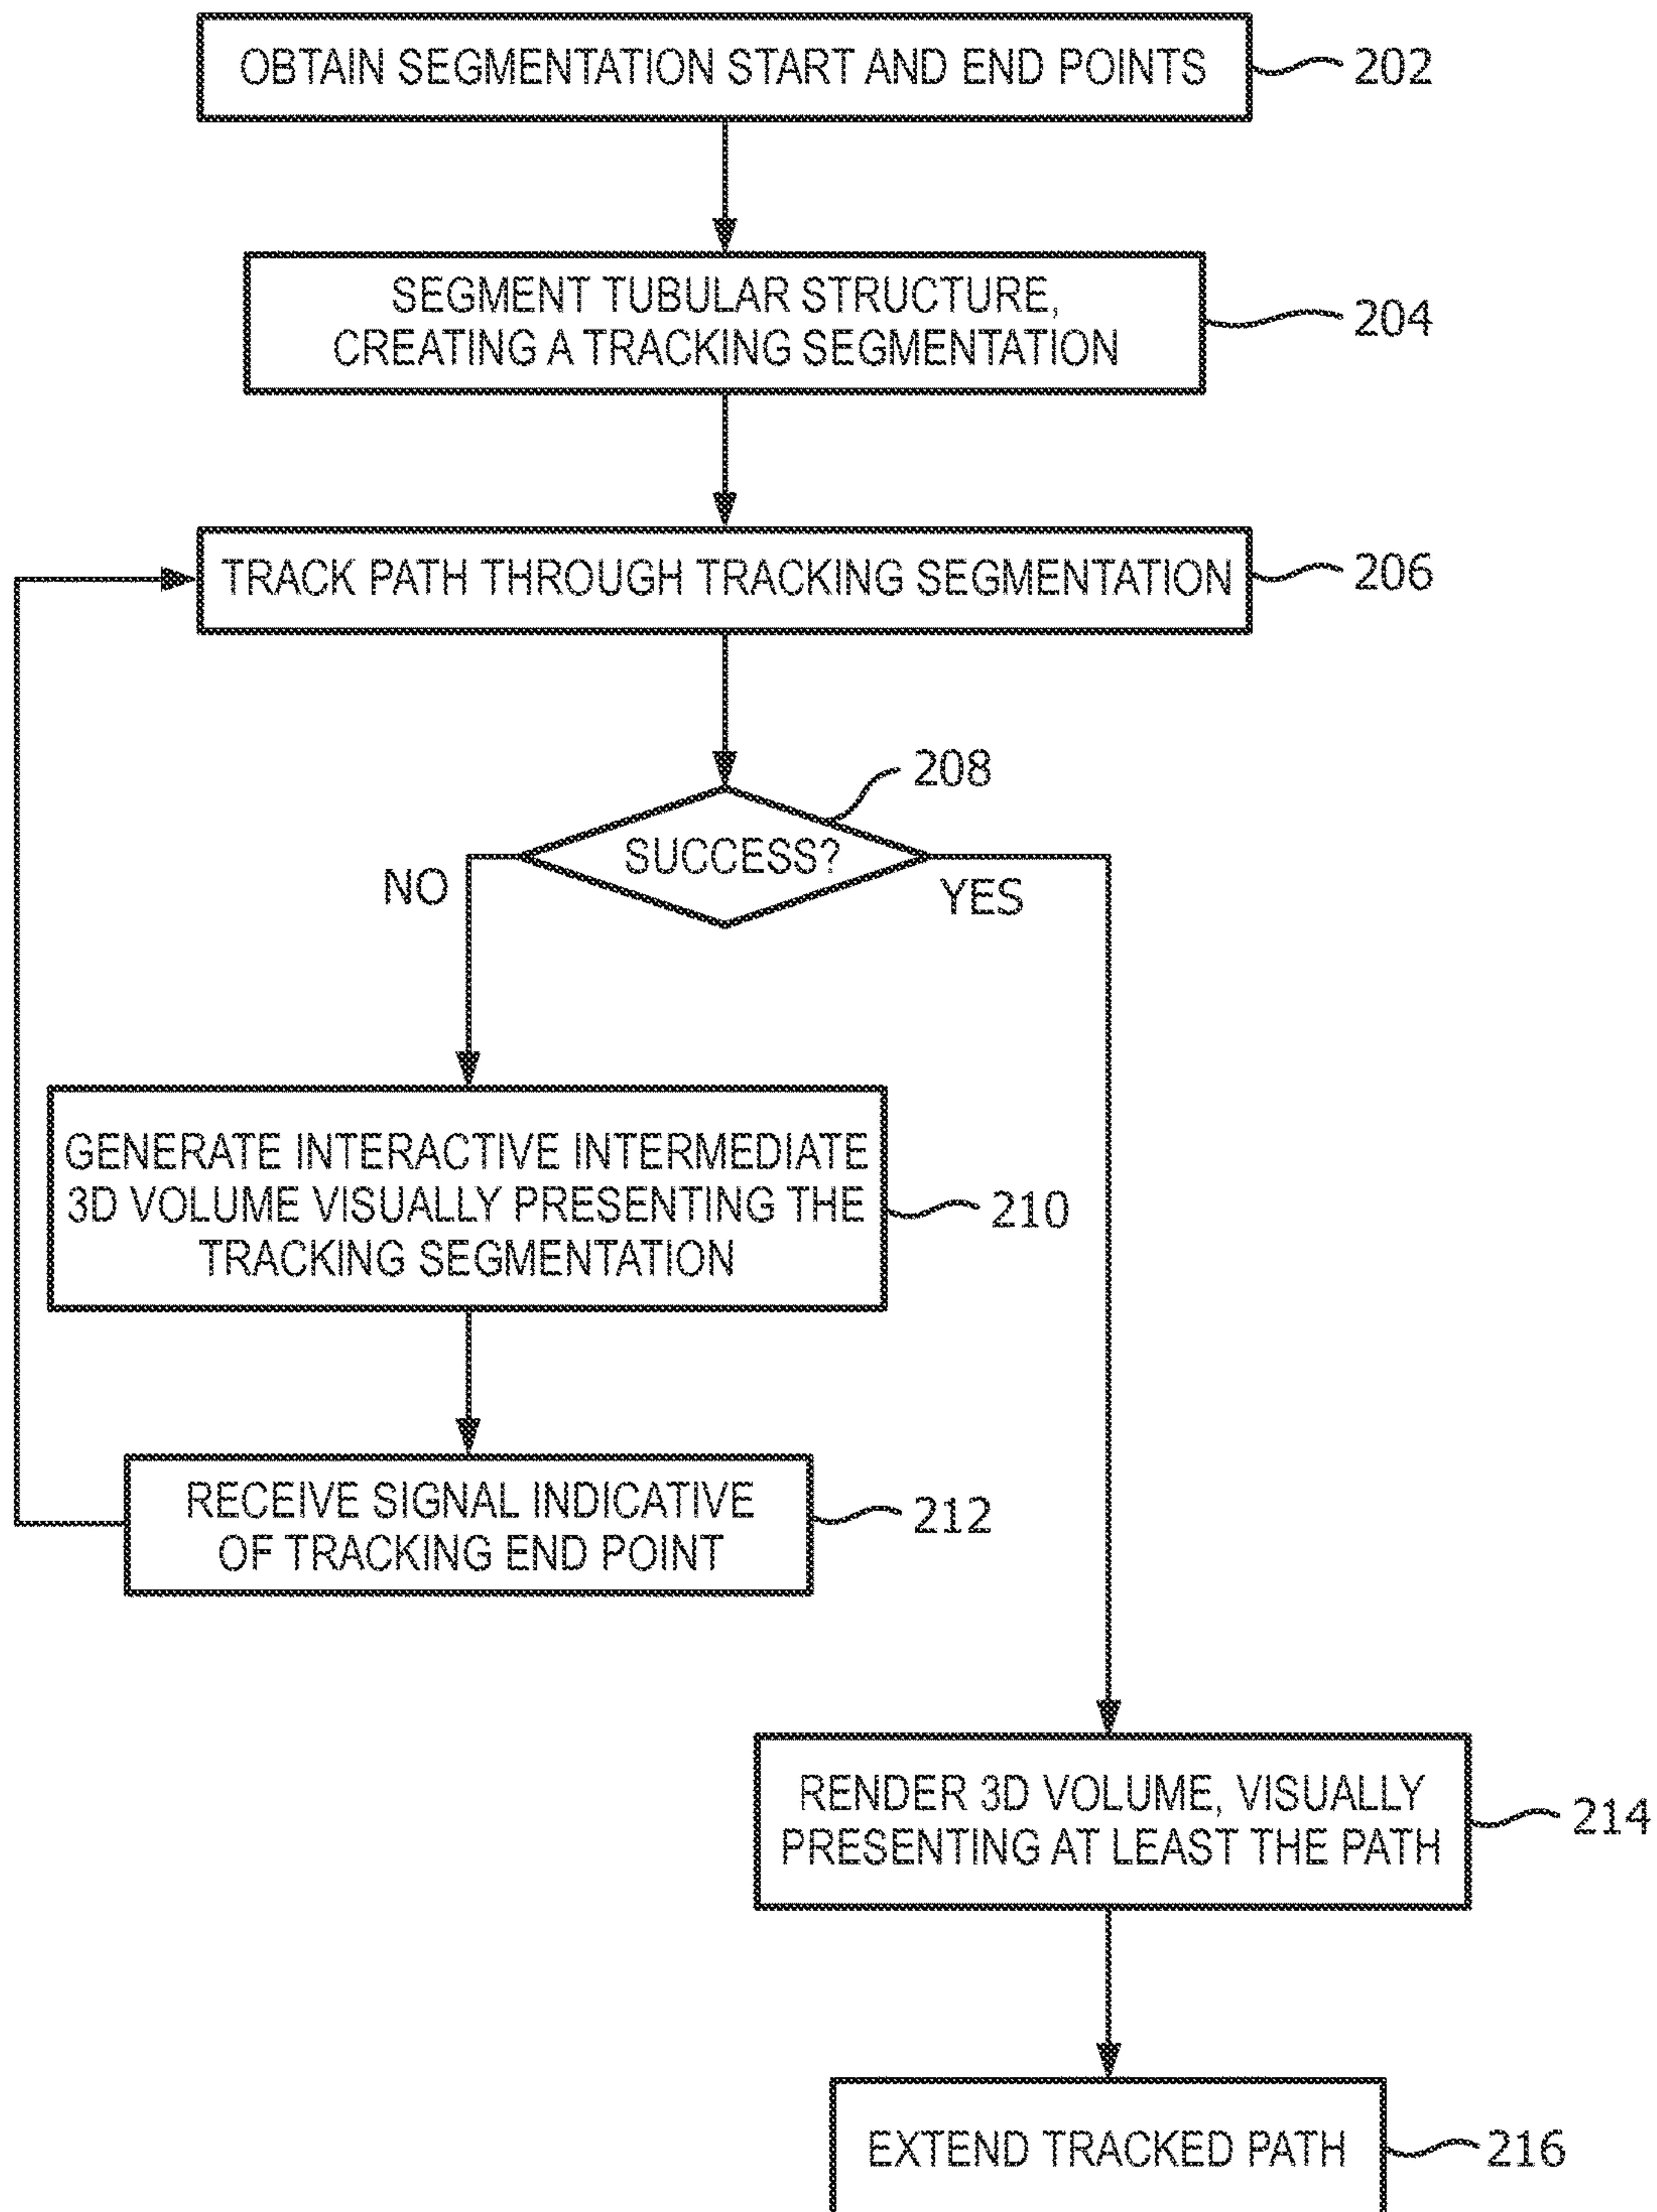 OBTAIN SEGMENTATION START AND END POINTS
202
SEGMENT TUBULAR STRUCTURE,
CREATING A TRACKING SEGMENTATION
204
TRACK PATH THROUGH TRACKING SEGMENTATION
206
208
SUCCESS?
NO
YES
GENERATE INTERACTIVE INTERMEDIATE
3D VOLUME VISUALLY PRESENTING THE
TRACKING SEGMENTATION
210
RECEIVE SIGNAL INDICATIVE
OF TRACKING END POINT
212
RENDER 3D VOLUME, VISUALLY
PRESENTING AT LEAST THE PATH
214
EXTEND TRACKED PATH
216